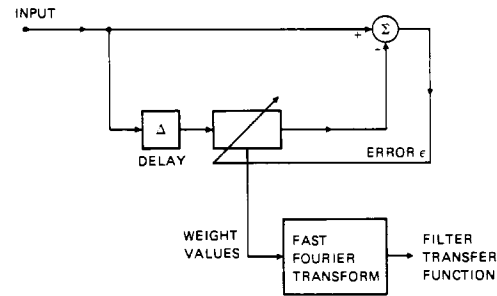 INPUT
+
Σ
-
Δ
DELAY
ERROR ϵ
WEIGHT
VALUES
FAST
FOURIER
TRANSFORM
FILTER
TRANSFER
FUNCTION